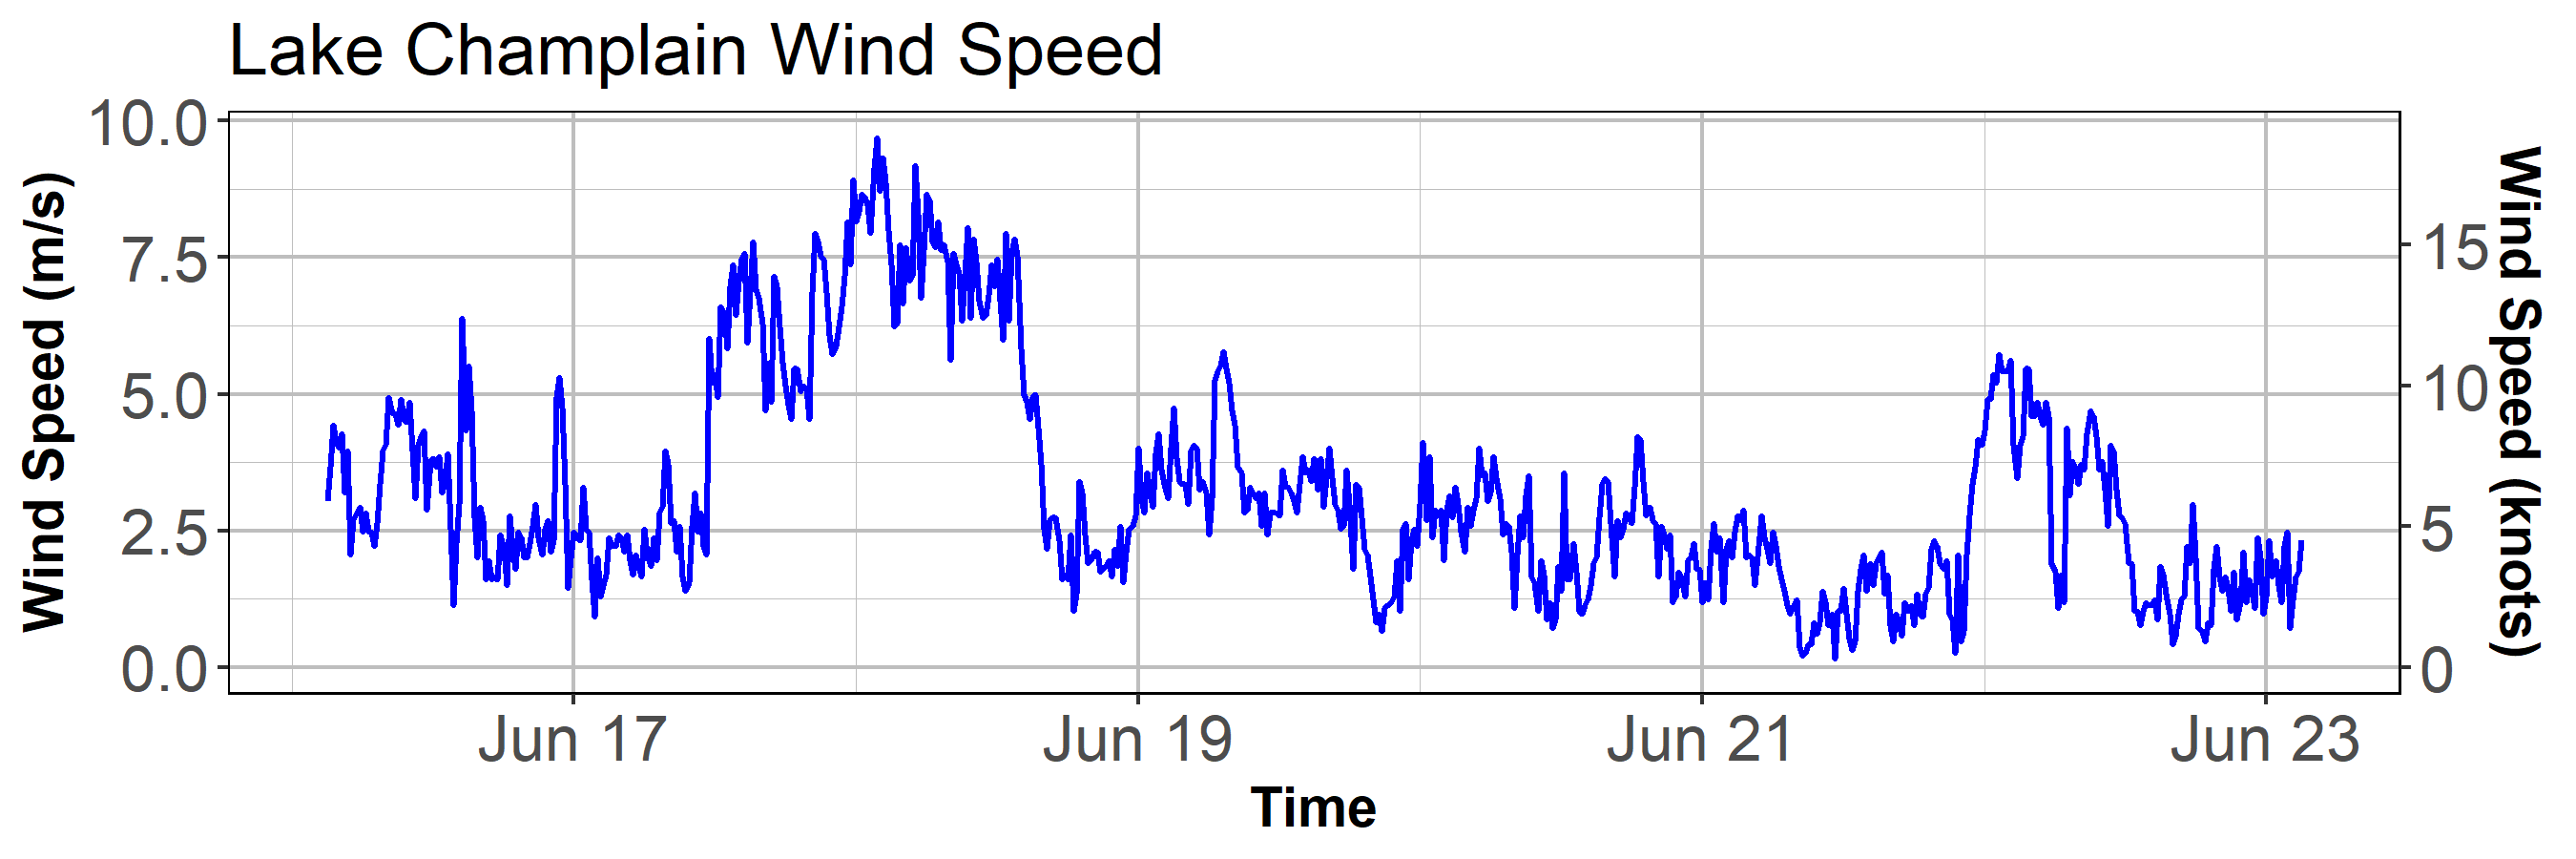 Lake Champlain Wind Speed
Wind Speed (m/s)
10.0
7.5
5.0
2.5
0.0
Wind Speed (knots)
15
10
5
0
Jun 17
Jun 19
Jun 21
Jun 23
Time